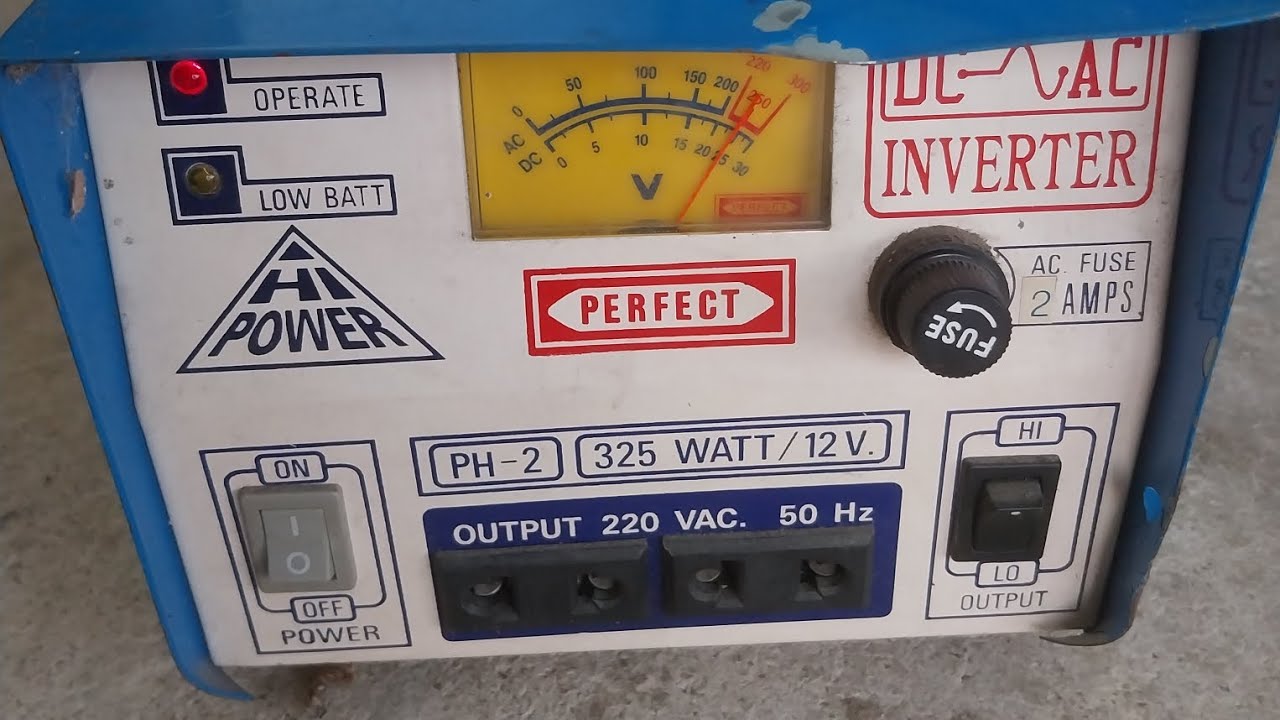 OPERATE
LOW BATT
HI
POWER
0 50 100 150 200 220 250 300
AC
DC
0 5 10 15 20 25 30
V
PERFECT
DC AC
INVERTER
PERFECT
AC. FUSE
2 AMPS
FUSE
ON
I
O
OFF
POWER
PH-2 325 WATT/12V.
OUTPUT 220 VAC. 50 Hz
HI
LO
OUTPUT